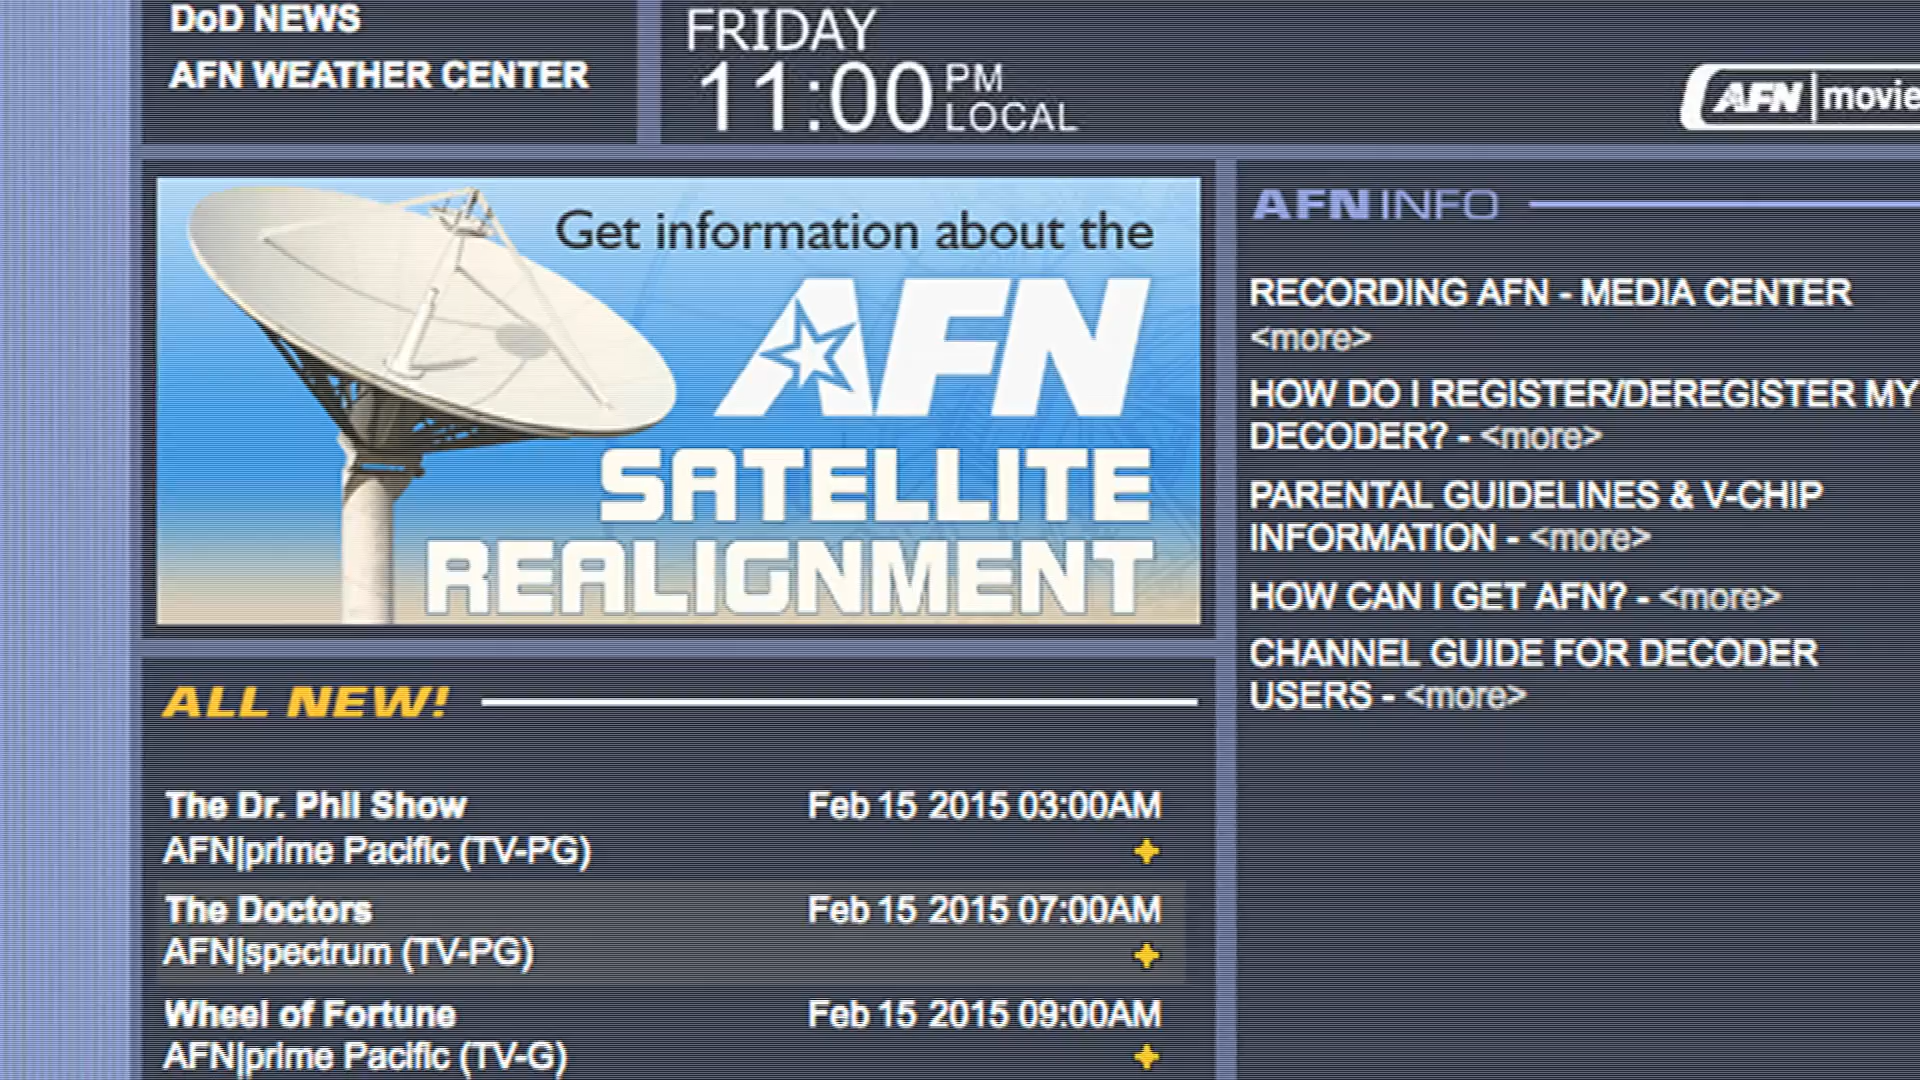 DoD NEWS
AFN WEATHER CENTER
FRIDAY
11:00 PM LOCAL
AFN|movie
Get information about the
AFN
SATELLITE
REALIGNMENT
AFN INFO
RECORDING AFN - MEDIA CENTER
<more>
HOW DO I REGISTER/DEREGISTER MY
DECODER? - <more>
PARENTAL GUIDELINES & V-CHIP
INFORMATION - <more>
HOW CAN I GET AFN? - <more>
CHANNEL GUIDE FOR DECODER
USERS - <more>
ALL NEW!
The Dr. Phil Show Feb 15 2015 03:00AM
AFN|prime Pacific (TV-PG)
The Doctors Feb 15 2015 07:00AM
AFN|spectrum (TV-PG)
Wheel of Fortune Feb 15 2015 09:00AM
AFN|prime Pacific (TV-G)